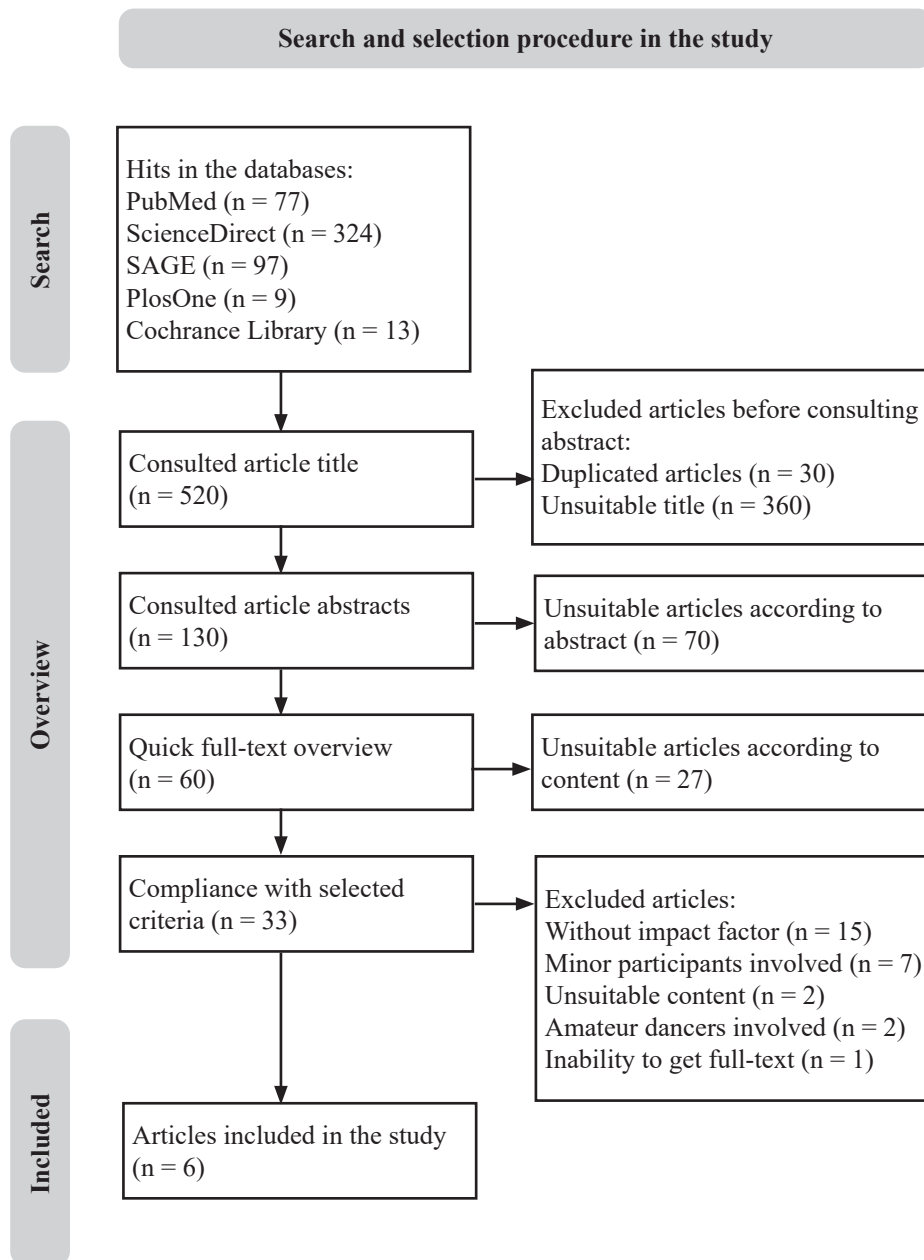 Search and selection procedure in the study
Search
Hits in the databases:
PubMed (n = 77)
ScienceDirect (n = 324)
SAGE (n = 97)
PlosOne (n = 9)
Cochrance Library (n = 13)
Overview
Consulted article title
(n = 520)
Excluded articles before consulting
abstract:
Duplicated articles (n = 30)
Unsuitable title (n = 360)
Consulted article abstracts
(n = 130)
Unsuitable articles according to
abstract (n = 70)
Quick full-text overview
(n = 60)
Unsuitable articles according to
content (n = 27)
Compliance with selected
criteria (n = 33)
Excluded articles:
Without impact factor (n = 15)
Minor participants involved (n = 7)
Unsuitable content (n = 2)
Amateur dancers involved (n = 2)
Inability to get full-text (n = 1)
Included
Articles included in the study
(n = 6)